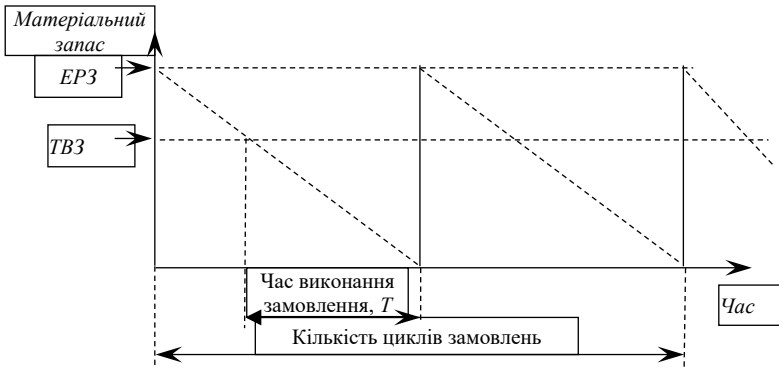 Матеріальний
запас
ЕРЗ
ТВЗ
Час виконання
замовлення, Т
Час
Кількість циклів замовлень